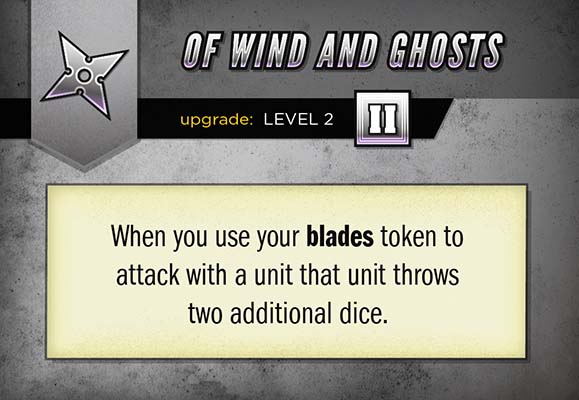 OF WIND AND GHOSTS
upgrade: LEVEL 2 II
When you use your blades token to
attack with a unit that unit throws
two additional dice.